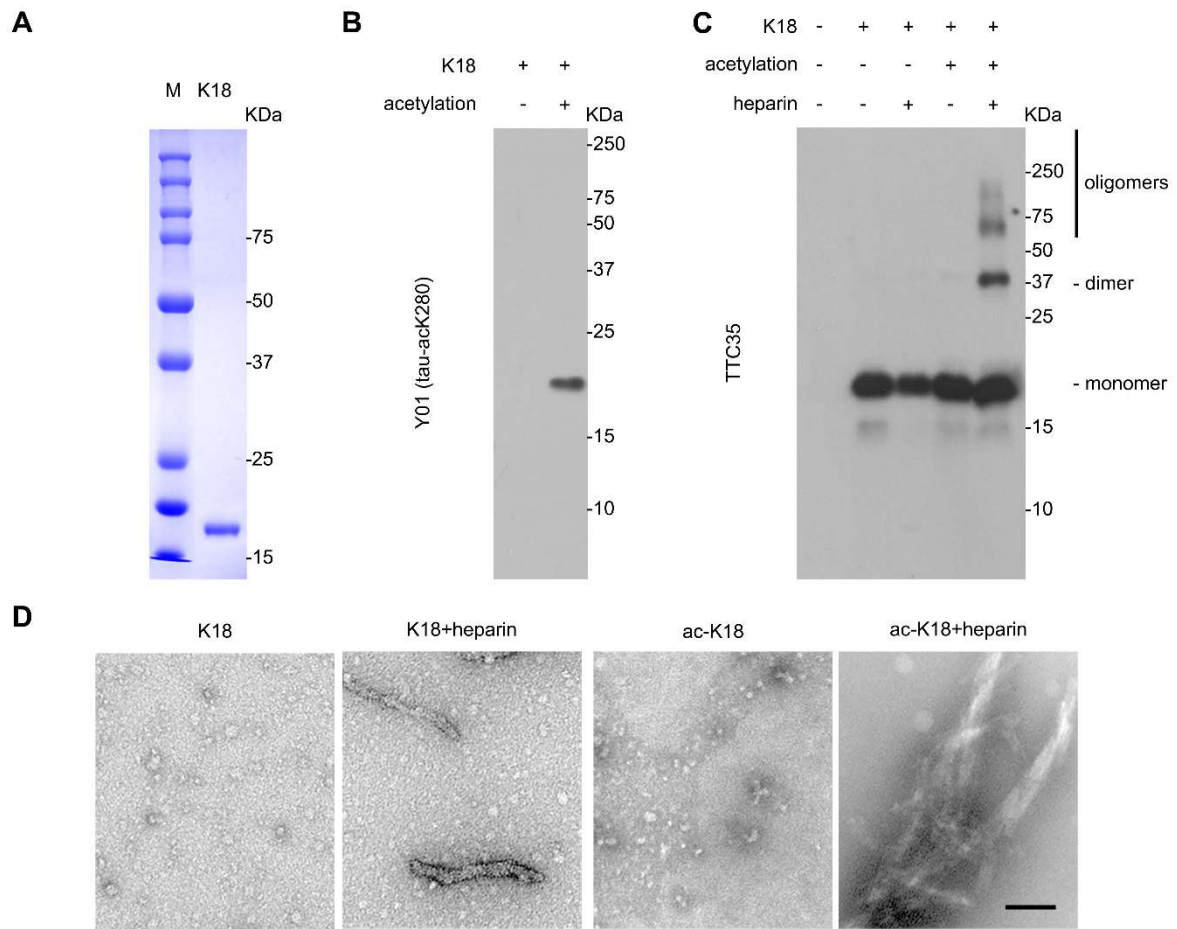 A
M K18
KDa
-75
-50
-37
-25
-15
B
K18 + +
acetylation - +
KDa
-250
-75
-50
-37
-25
-15
-10
Y01 (tau-acK280)
C
K18 - + + + +
acetylation - - - + +
heparin - - + - +
KDa
-250
-75
-50
-37
-25
-15
-10
oligomers
- dimer
- monomer
TTC35
D
K18 K18+heparin ac-K18 ac-K18+heparin